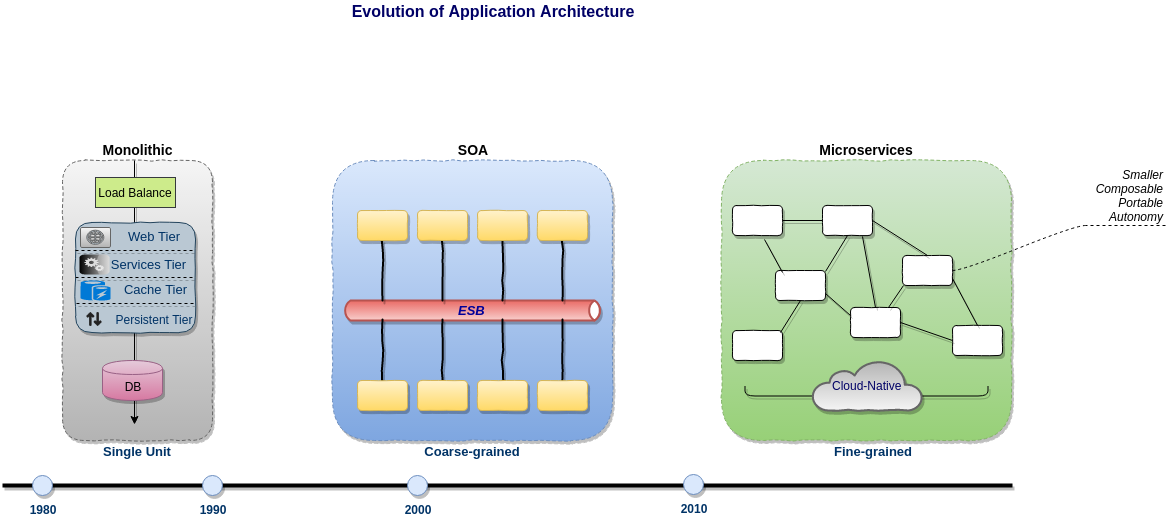 Evolution of Application Architecture
Monolithic
Load Balance
Web Tier
Services Tier
Cache Tier
Persistent Tier
DB
Single Unit
SOA
ESB
Coarse-grained
Microservices
Cloud-Native
Fine-grained
Smaller
Composable
Portable
Autonomy
1980
1990
2000
2010